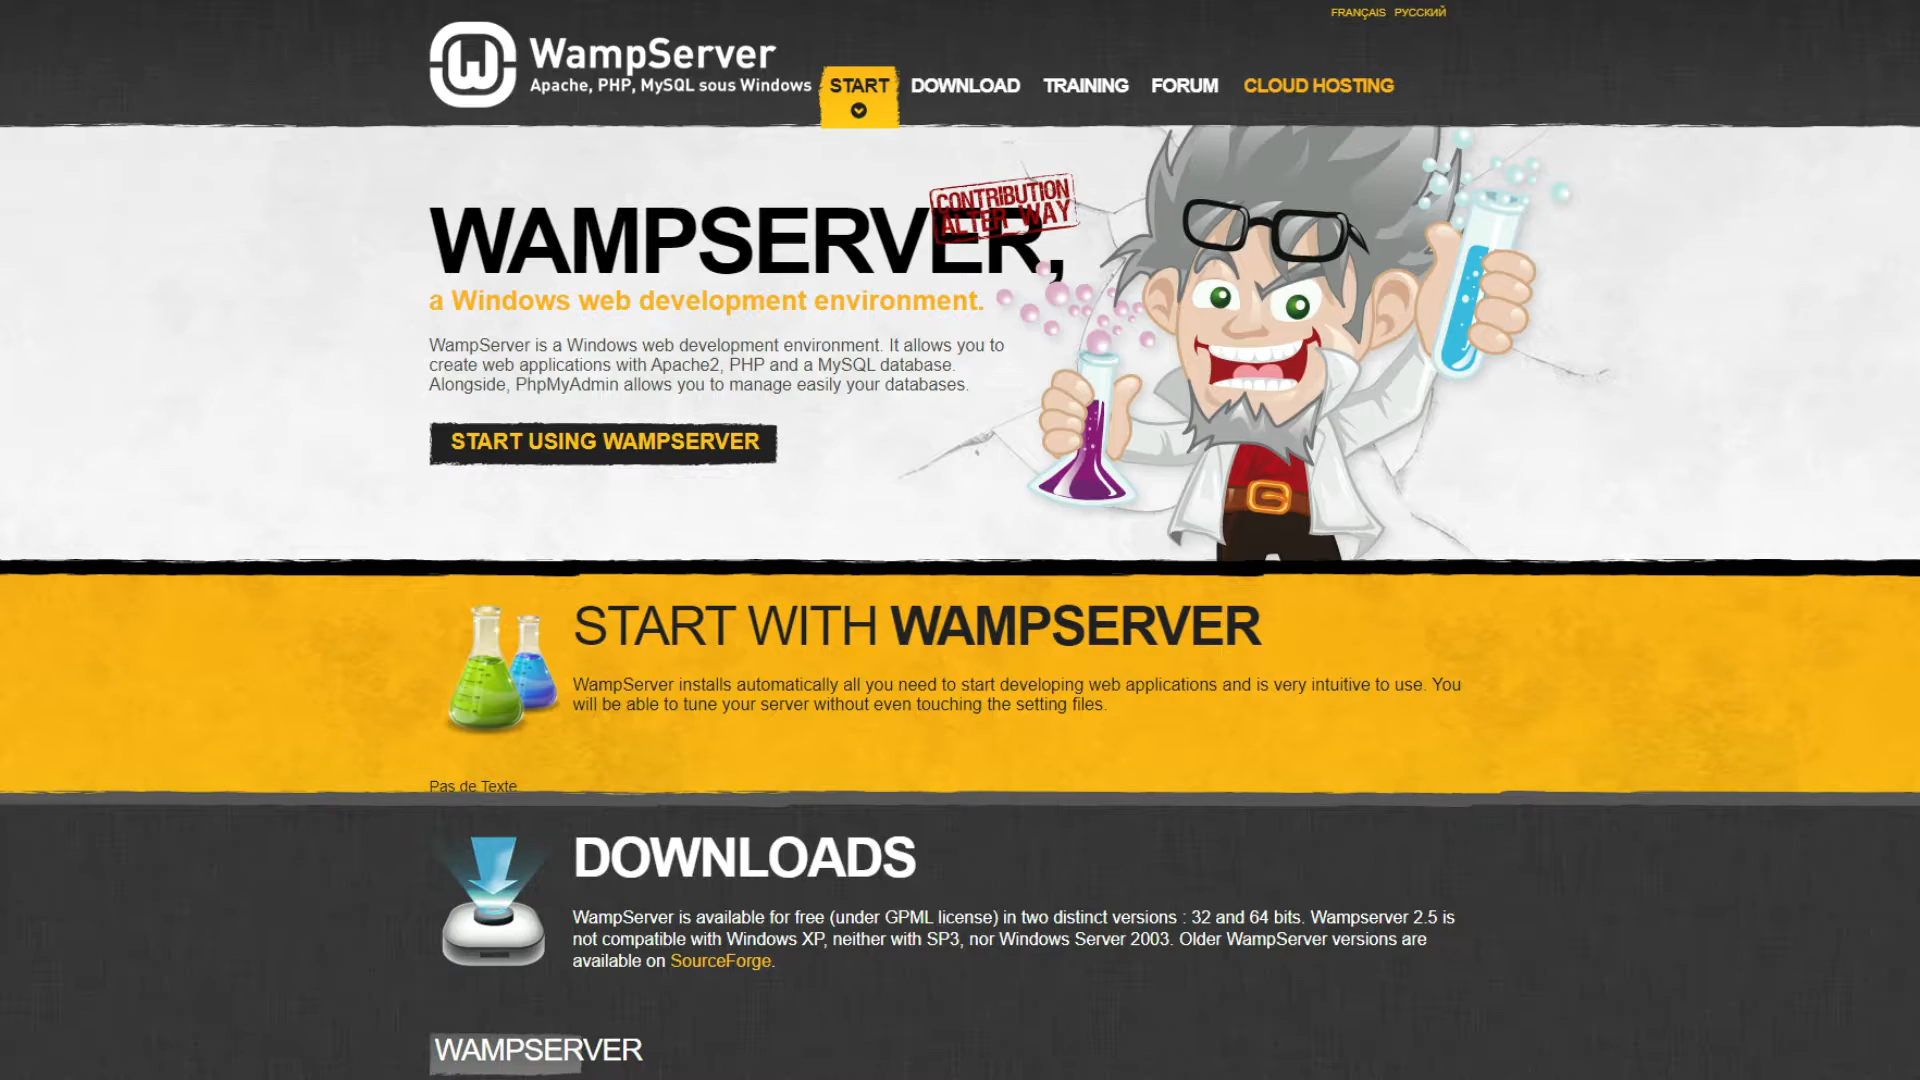 FRANÇAIS РУССКИЙ
WampServer
Apache, PHP, MySQL sous Windows
START DOWNLOAD TRAINING FORUM CLOUD HOSTING
CONTRIBUTION
ALTER WAY
WAMPSERVER,
a Windows web development environment.
WampServer is a Windows web development environment. It allows you to
create web applications with Apache2, PHP and a MySQL database.
Alongside, PhpMyAdmin allows you to manage easily your databases.
START USING WAMPSERVER
START WITH WAMPSERVER
WampServer installs automatically all you need to start developing web applications and is very intuitive to use. You
will be able to tune your server without even touching the setting files.
Pas de Texte
DOWNLOADS
WampServer is available for free (under GPML license) in two distinct versions : 32 and 64 bits. Wampserver 2.5 is
not compatible with Windows XP, neither with SP3, nor Windows Server 2003. Older WampServer versions are
available on SourceForge.
WAMPSERVER